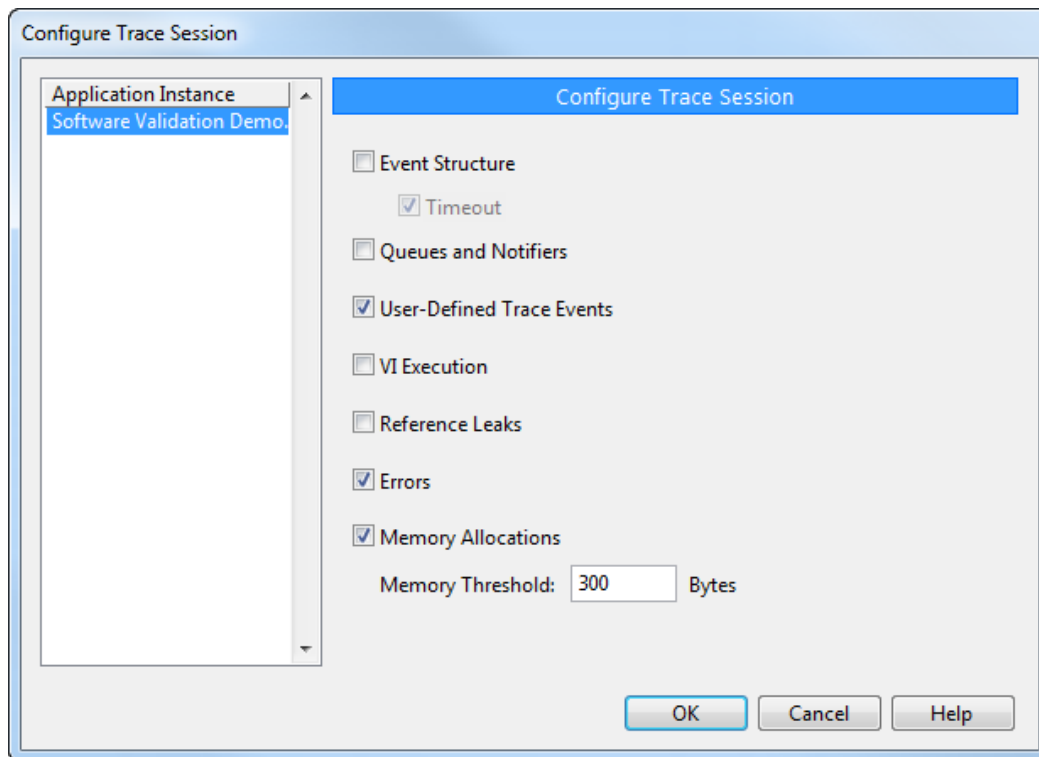 Configure Trace Session
Application Instance
Software Validation Demo.
Configure Trace Session
Event Structure
Timeout
Queues and Notifiers
User-Defined Trace Events
VI Execution
Reference Leaks
Errors
Memory Allocations
Memory Threshold: 300 Bytes
OK Cancel Help